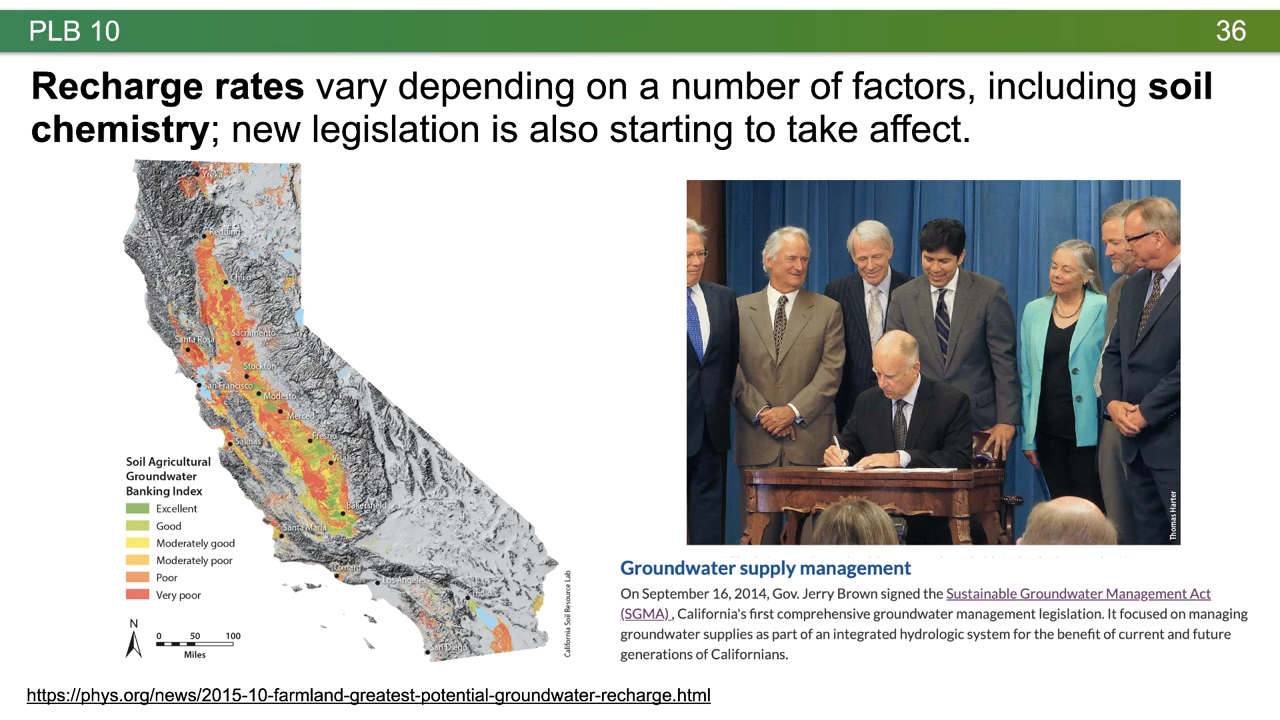 PLB 10
36
Recharge rates vary depending on a number of factors, including soil
chemistry; new legislation is also starting to take affect.
Yreka
Redding
Chico
Sacramento
Santa Rosa
Stockton
San Francisco
Modesto
Merced
Fresno
Salinas
Bakersfield
Santa Maria
Oxnard
Los Angeles
Indio
San Diego
Soil Agricultural
Groundwater
Banking Index
Excellent
Good
Moderately good
Moderately poor
Poor
Very poor
N
0 50 100
Miles
California Soil Resource Lab
Thomas Harter
Groundwater supply management
On September 16, 2014, Gov. Jerry Brown signed the Sustainable Groundwater Management Act
(SGMA) , California's first comprehensive groundwater management legislation. It focused on managing
groundwater supplies as part of an integrated hydrologic system for the benefit of current and future
generations of Californians.
https://phys.org/news/2015-10-farmland-greatest-potential-groundwater-recharge.html